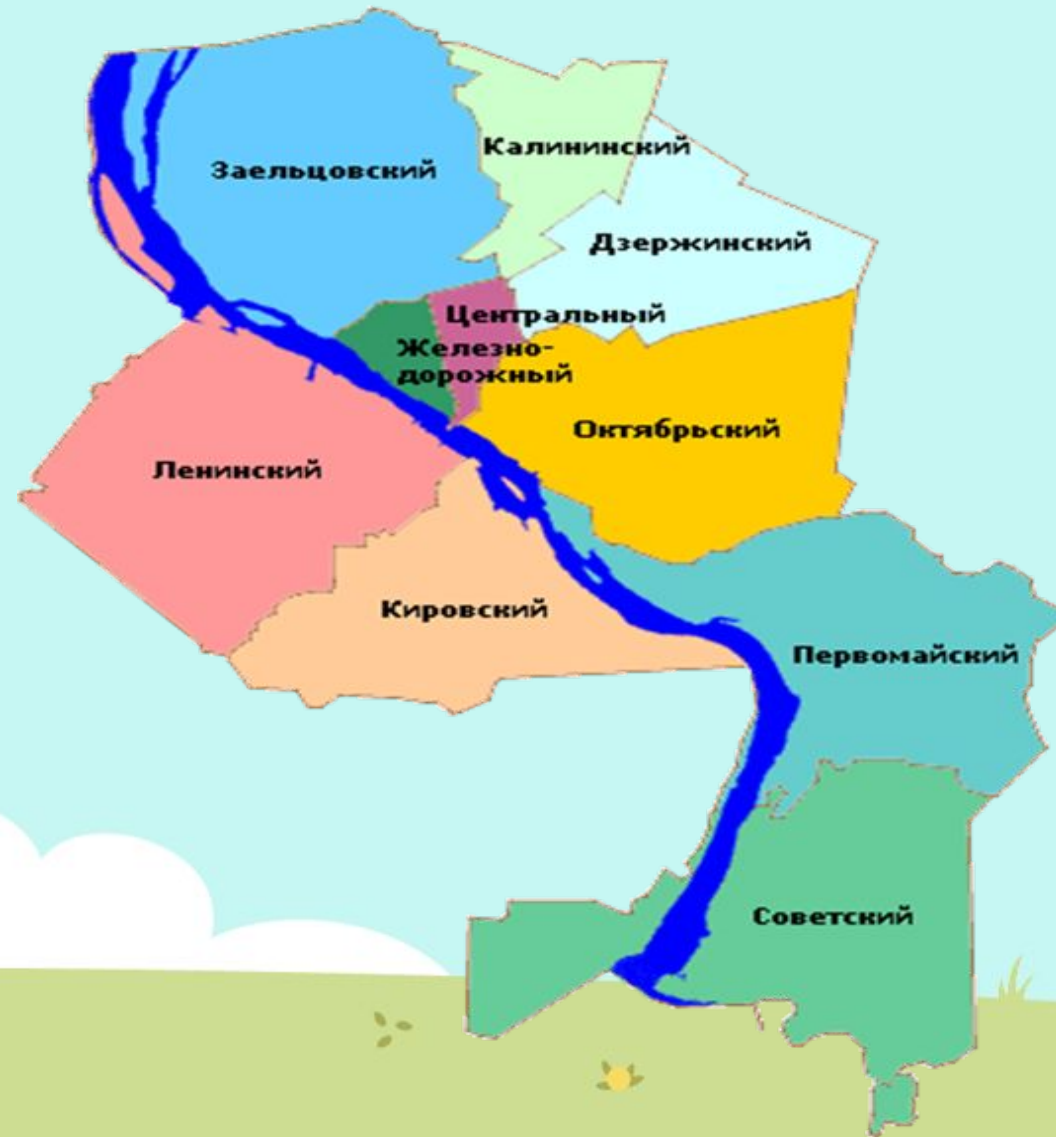 Калининский
Заельцовский
Дзержинский
Центральный
Железно-
дорожный
Октябрьский
Ленинский
Кировский
Первомайский
Советский